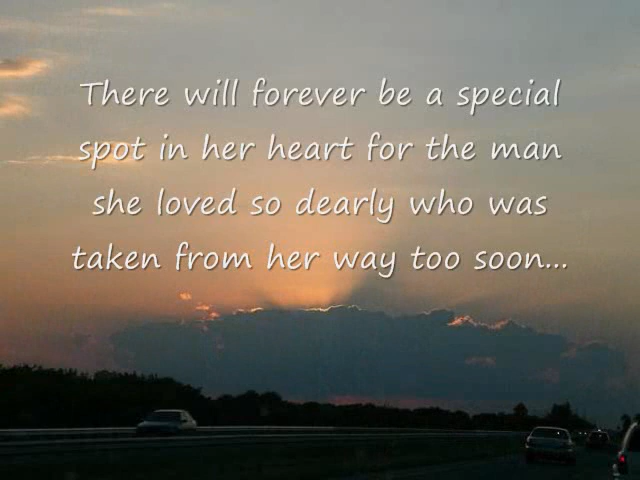 There will forever be a special
spot in her heart for the man
she loved so dearly who was
taken from her way too soon...